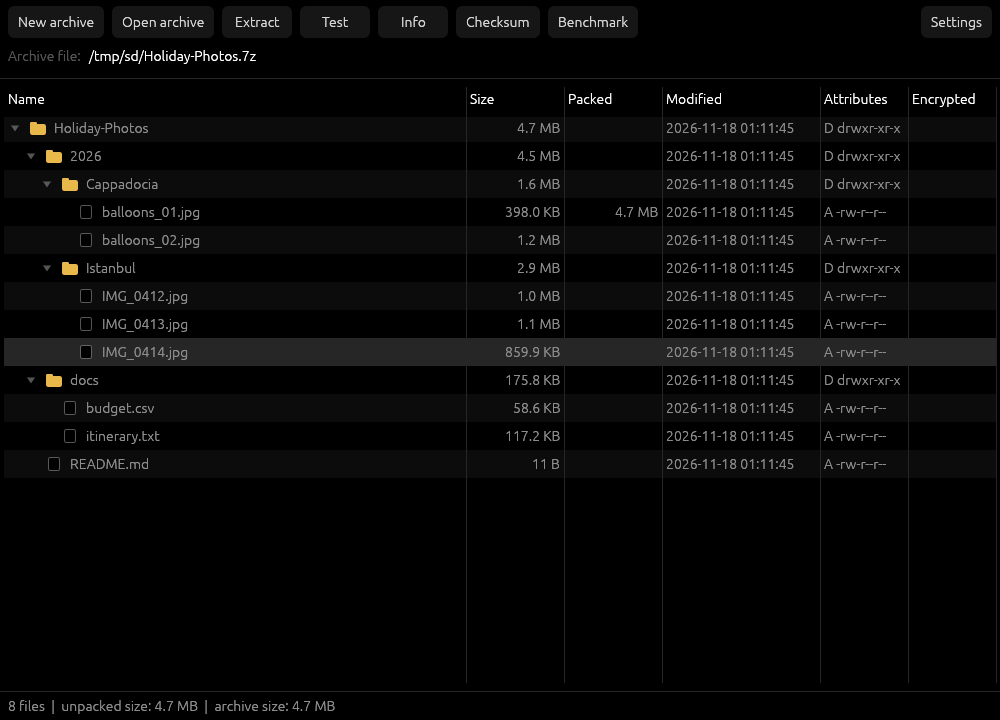 New archive Open archive Extract Test Info Checksum Benchmark Settings
Archive file: /tmp/sd/Holiday-Photos.7z
Name Size Packed Modified Attributes Encrypted
Holiday-Photos 4.7 MB 2026-11-18 01:11:45 D drwxr-xr-x
2026 4.5 MB 2026-11-18 01:11:45 D drwxr-xr-x
Cappadocia 1.6 MB 2026-11-18 01:11:45 D drwxr-xr-x
balloons_01.jpg 398.0 KB 4.7 MB 2026-11-18 01:11:45 A -rw-r--r--
balloons_02.jpg 1.2 MB 2026-11-18 01:11:45 A -rw-r--r--
Istanbul 2.9 MB 2026-11-18 01:11:45 D drwxr-xr-x
IMG_0412.jpg 1.0 MB 2026-11-18 01:11:45 A -rw-r--r--
IMG_0413.jpg 1.1 MB 2026-11-18 01:11:45 A -rw-r--r--
IMG_0414.jpg 859.9 KB 2026-11-18 01:11:45 A -rw-r--r--
docs 175.8 KB 2026-11-18 01:11:45 D drwxr-xr-x
budget.csv 58.6 KB 2026-11-18 01:11:45 A -rw-r--r--
itinerary.txt 117.2 KB 2026-11-18 01:11:45 A -rw-r--r--
README.md 11 B 2026-11-18 01:11:45 A -rw-r--r--
8 files | unpacked size: 4.7 MB | archive size: 4.7 MB